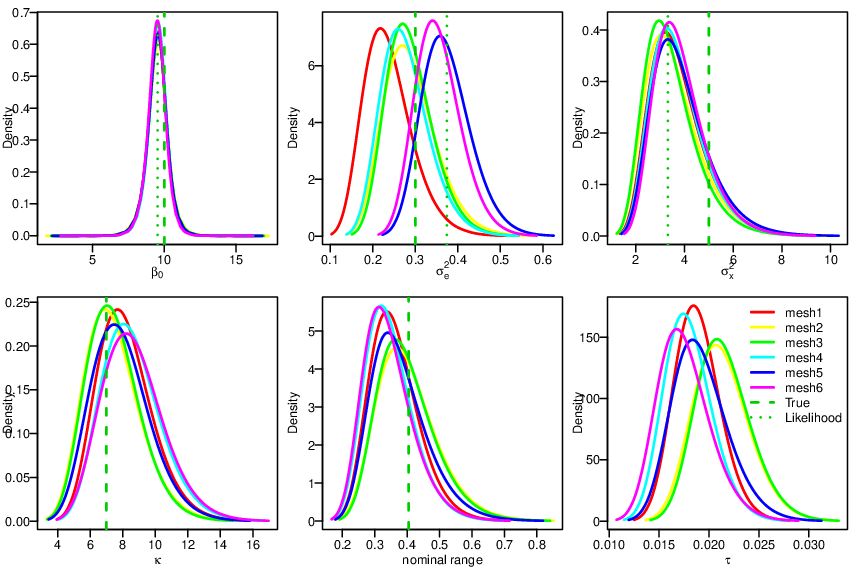 0.0 0.1 0.2 0.3 0.4 0.5 0.6 0.7
Density
5 10 15
β0
0 2 4 6
Density
0.1 0.2 0.3 0.4 0.5 0.6
σ²e
0.0 0.1 0.2 0.3 0.4
Density
2 4 6 8 10
σ²x
0.00 0.05 0.10 0.15 0.20 0.25
Density
4 6 8 10 12 14 16
κ
0 1 2 3 4 5
Density
0.2 0.3 0.4 0.5 0.6 0.7 0.8
nominal range
0 50 100 150
Density
0.010 0.015 0.020 0.025 0.030
τ
mesh1
mesh2
mesh3
mesh4
mesh5
mesh6
True
Likelihood